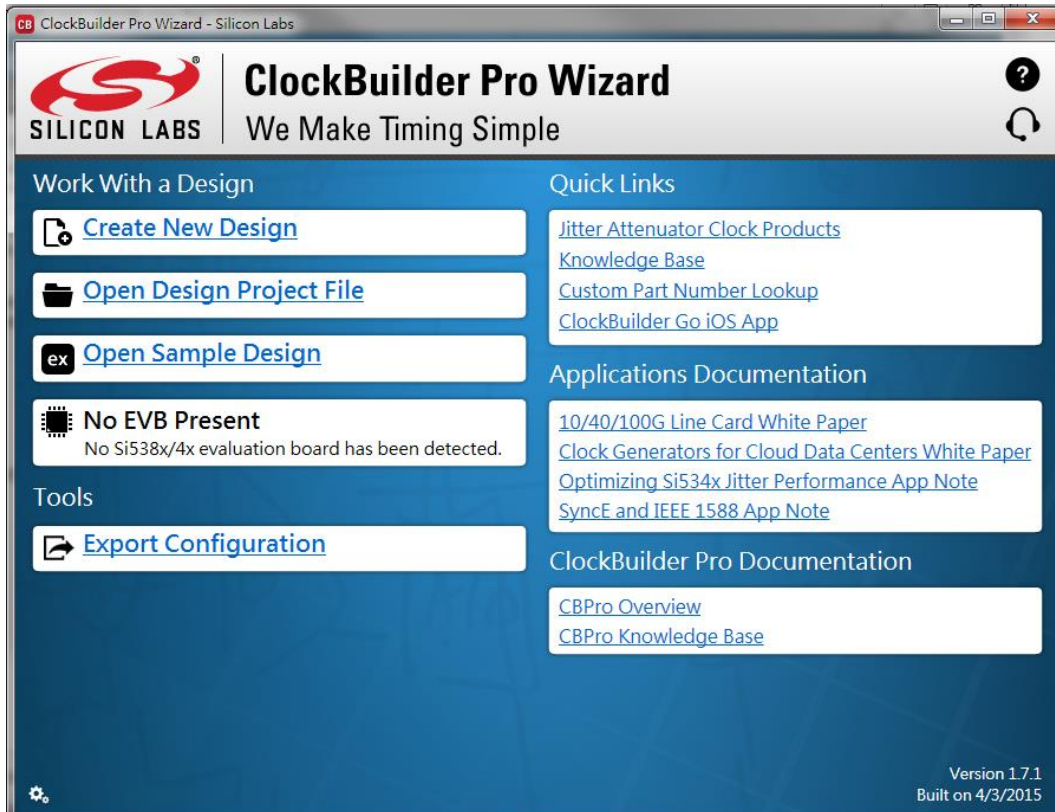 CB ClockBuilder Pro Wizard - Silicon Labs
SILICON LABS
ClockBuilder Pro Wizard
We Make Timing Simple
?
Work With a Design
Create New Design
Open Design Project File
ex Open Sample Design
No EVB Present
No Si538x/4x evaluation board has been detected.
Tools
Export Configuration
Quick Links
Jitter Attenuator Clock Products
Knowledge Base
Custom Part Number Lookup
ClockBuilder Go iOS App
Applications Documentation
10/40/100G Line Card White Paper
Clock Generators for Cloud Data Centers White Paper
Optimizing Si534x Jitter Performance App Note
SyncE and IEEE 1588 App Note
ClockBuilder Pro Documentation
CBPro Overview
CBPro Knowledge Base
Version 1.7.1
Built on 4/3/2015